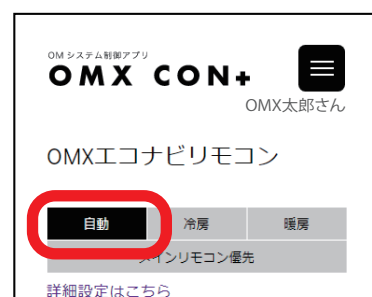 OMシステム制御アプリ
OMX CON+
OMX太郎さん
OMXエコナビリモコン
自動 冷房 暖房
メインリモコン優先
詳細設定はこちら